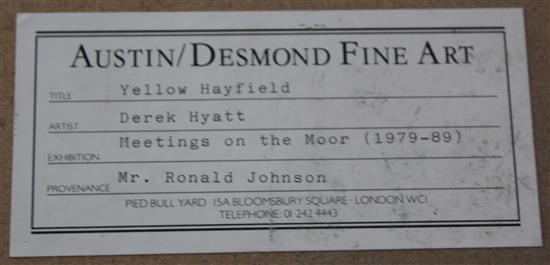 AUSTIN/DESMOND FINE ART
TITLE Yellow Hayfield
ARTIST Derek Hyatt
EXHIBITION Meetings on the Moor (1979-89)
PROVENANCE Mr. Ronald Johnson
PIED BULL YARD · 15A BLOOMSBURY SQUARE · LONDON WC1
TELEPHONE: 01 242 4443